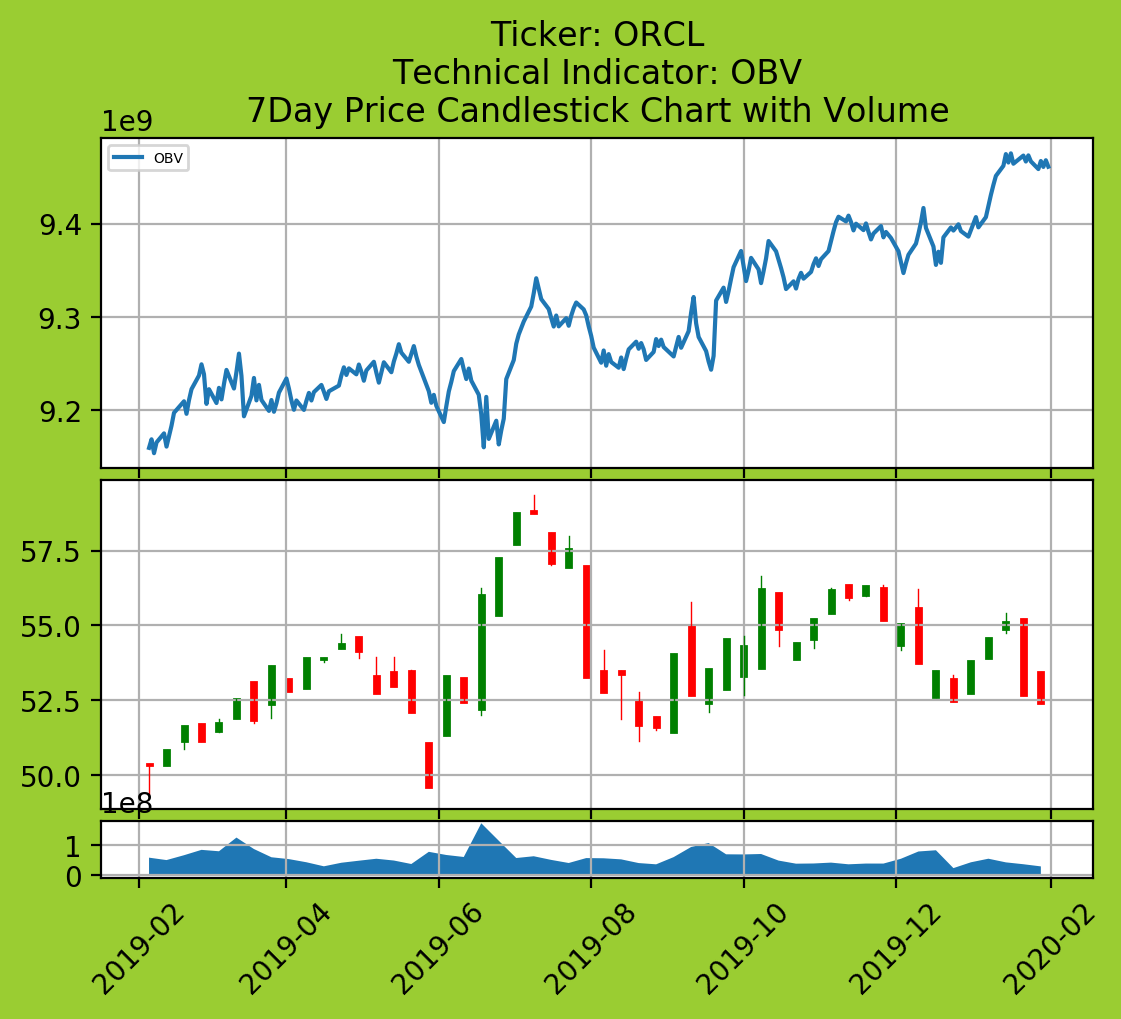 Ticker: ORCL
Technical Indicator: OBV
7Day Price Candlestick Chart with Volume
1e9
OBV
9.4
9.3
9.2
57.5
55.0
52.5
50.0
1e8
1
0
2019-02
2019-04
2019-06
2019-08
2019-10
2019-12
2020-02